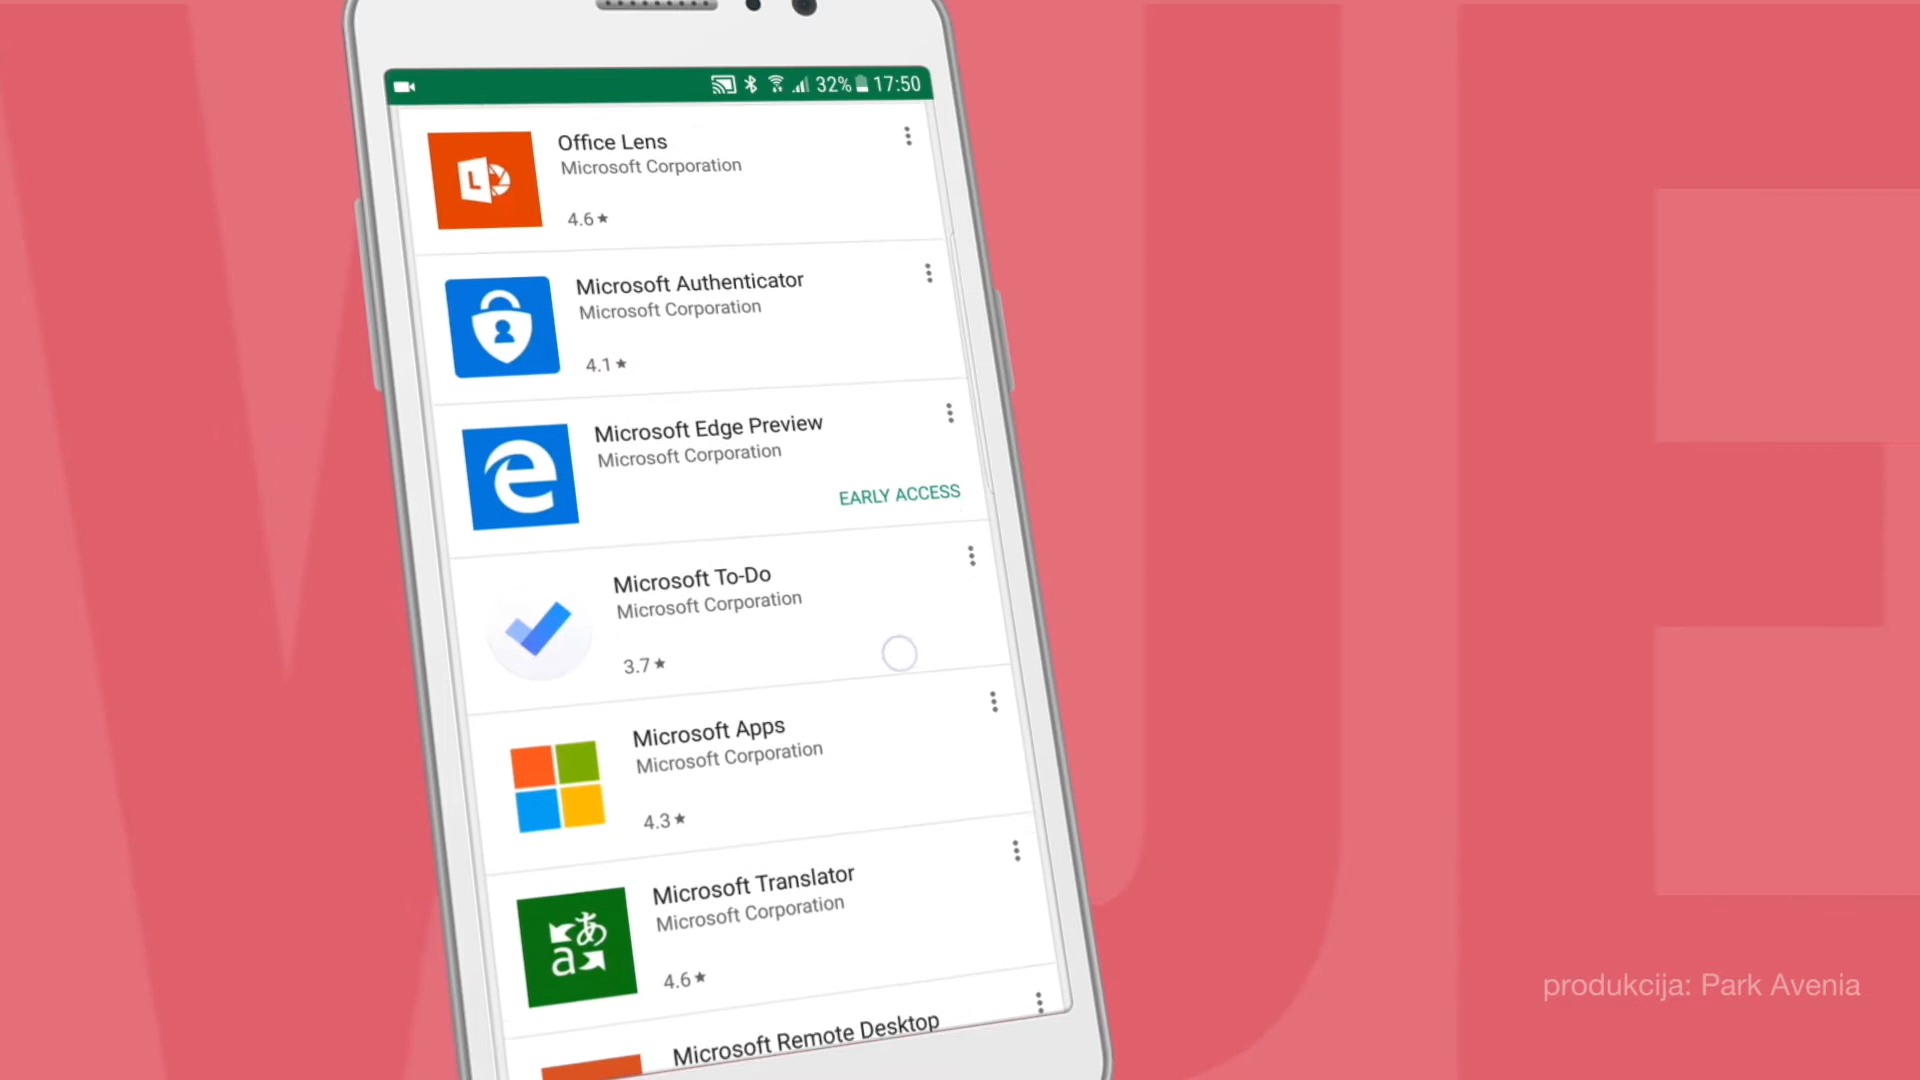 32% 17:50
Office Lens
Microsoft Corporation
4.6★
Microsoft Authenticator
Microsoft Corporation
4.1★
Microsoft Edge Preview
Microsoft Corporation
EARLY ACCESS
Microsoft To-Do
Microsoft Corporation
3.7★
Microsoft Apps
Microsoft Corporation
4.3★
Microsoft Translator
Microsoft Corporation
4.6★
Microsoft Remote Desktop
produkcija: Park Avenia